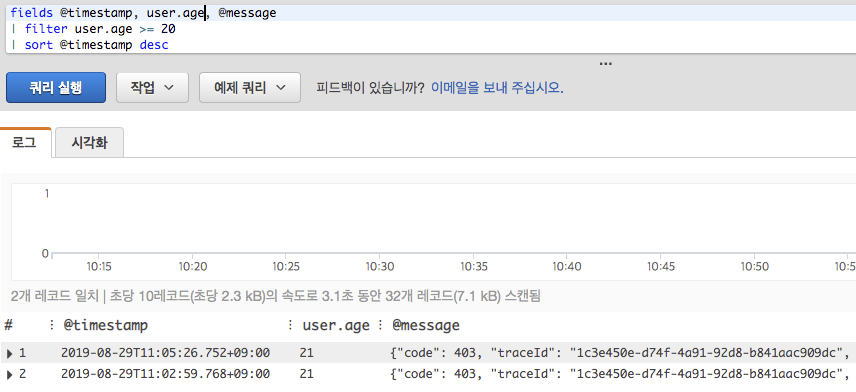 fields @timestamp, user.age, @message
| filter user.age >= 20
| sort @timestamp desc
쿼리 실행 작업 예제 쿼리 피드백이 있습니까? 이메일을 보내 주십시오.
로그 시각화
1
0
10:15 10:20 10:25 10:30 10:35 10:40 10:45 10:50 10:5
2개 레코드 일치 | 초당 10레코드(초당 2.3 kB)의 속도로 3.1초 동안 32개 레코드(7.1 kB) 스캔됨
# : @timestamp : user.age : @message
1 2019-08-29T11:05:26.752+09:00 21 {"code": 403, "traceId": "1c3e450e-d74f-4a91-92d8-b841aac909dc",
2 2019-08-29T11:02:59.768+09:00 21 {"code": 403, "traceId": "1c3e450e-d74f-4a91-92d8-b841aac909dc",